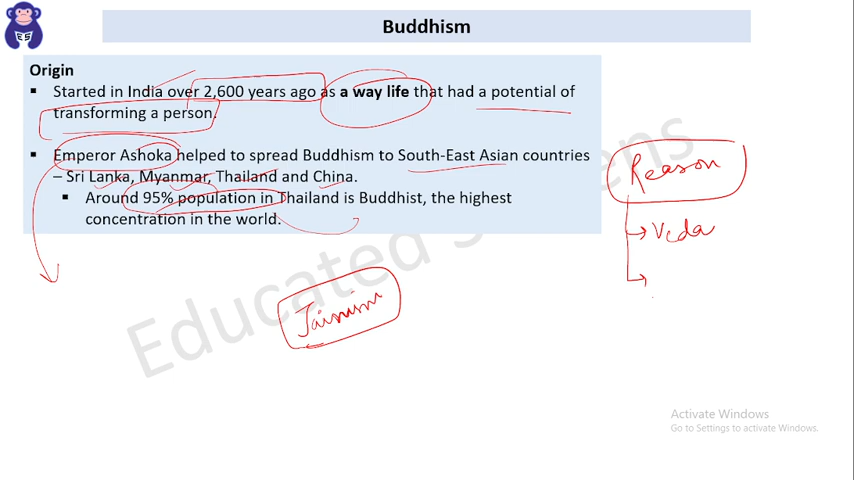 Buddhism
ES
Origin
▪ Started in India over 2,600 years ago as a way life that had a potential of
transforming a person.
▪ Emperor Ashoka helped to spread Buddhism to South-East Asian countries
– Sri Lanka, Myanmar, Thailand and China.
▪ Around 95% population in Thailand is Buddhist, the highest
concentration in the world.
Reason
→ Veda
→
Jainism
Educated
ens
Activate Windows
Go to Settings to activate Windows.